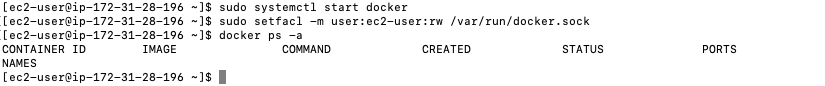 [ec2-user@ip-172-31-28-196 ~]$ sudo systemctl start docker
[ec2-user@ip-172-31-28-196 ~]$ sudo setfacl -m user:ec2-user:rw /var/run/docker.sock
[ec2-user@ip-172-31-28-196 ~]$ docker ps -a
CONTAINER ID        IMAGE               COMMAND             CREATED             STATUS              PORTS
NAMES
[ec2-user@ip-172-31-28-196 ~]$